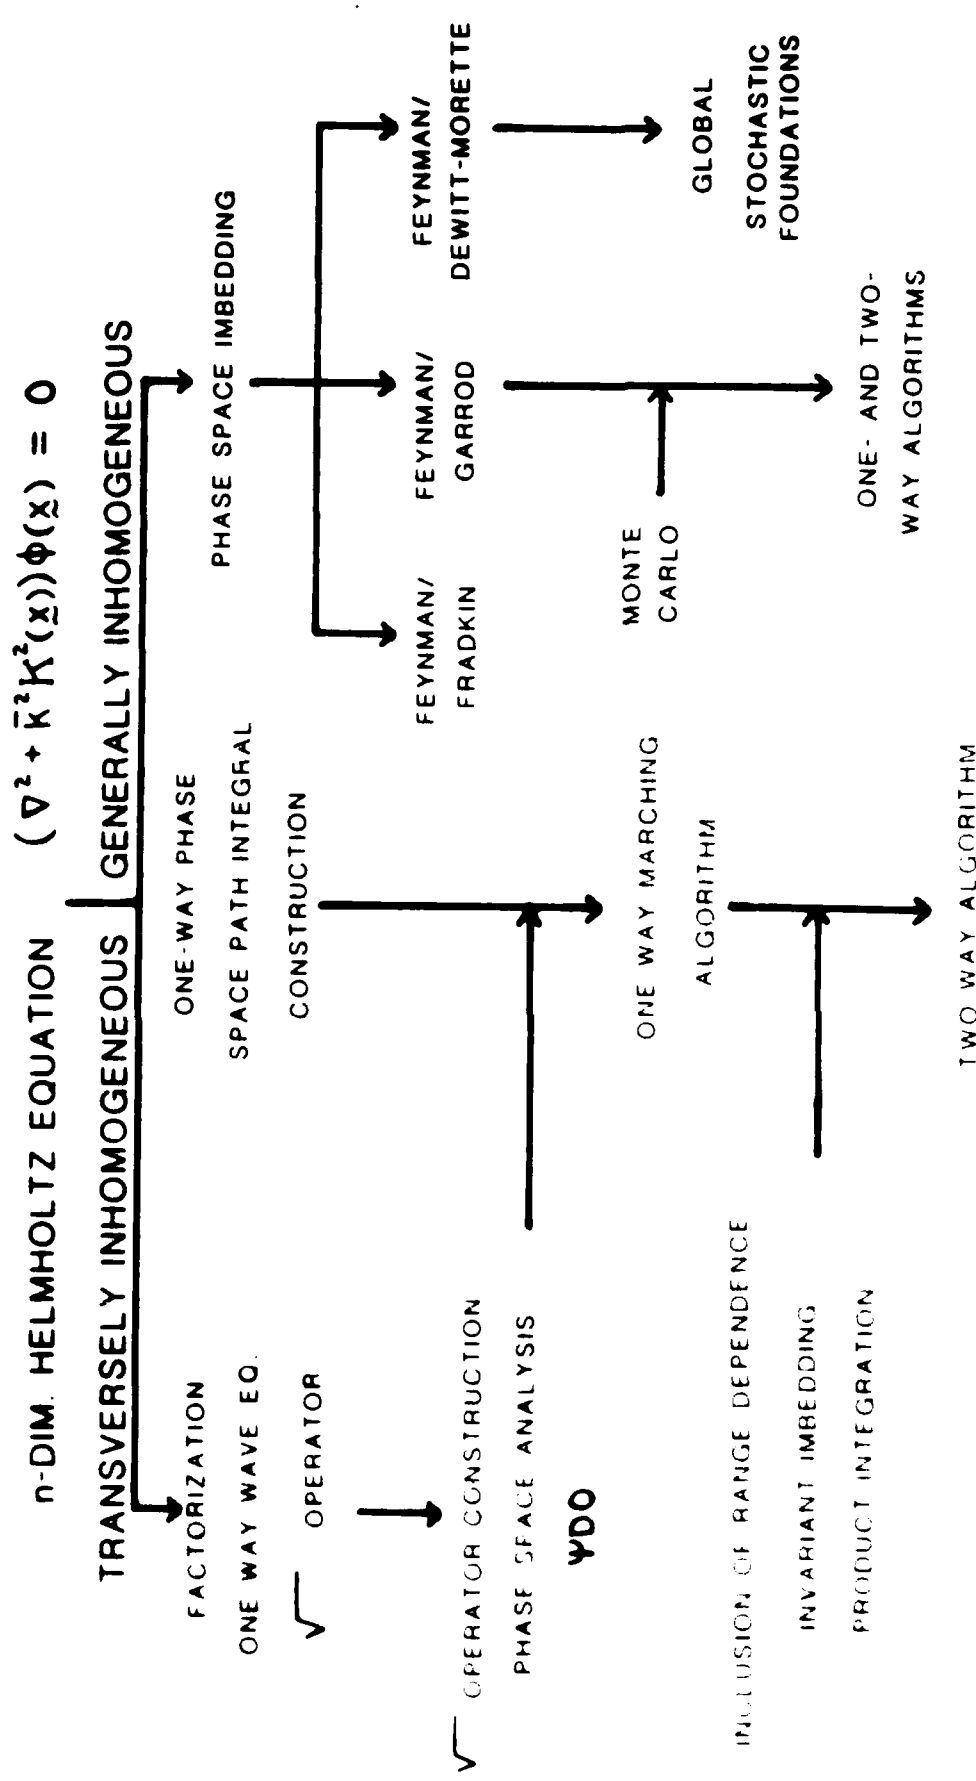 n-DIM. HELMHOLTZ EQUATION (∇² + k̄²K²(x̲))ϕ(x̲) = 0
TRANSVERSELY INHOMOGENEOUS GENERALLY INHOMOGENEOUS
FACTORIZATION
ONE WAY WAVE EQ.
√ OPERATOR
√ OPERATOR CONSTRUCTION
PHASE SPACE ANALYSIS
ΨDO
INCLUSION OF RANGE DEPENDENCE
INVARIANT IMBEDDING
PRODUCT INTEGRATION
ONE-WAY PHASE
SPACE PATH INTEGRAL
CONSTRUCTION
ONE WAY MARCHING
ALGORITHM
TWO WAY ALGORITHM
PHASE SPACE IMBEDDING
FEYNMAN/
FRADKIN
FEYNMAN/
GARROD
FEYNMAN/
DEWITT-MORETTE
MONTE
CARLO
ONE- AND TWO-
WAY ALGORITHMS
GLOBAL
STOCHASTIC
FOUNDATIONS